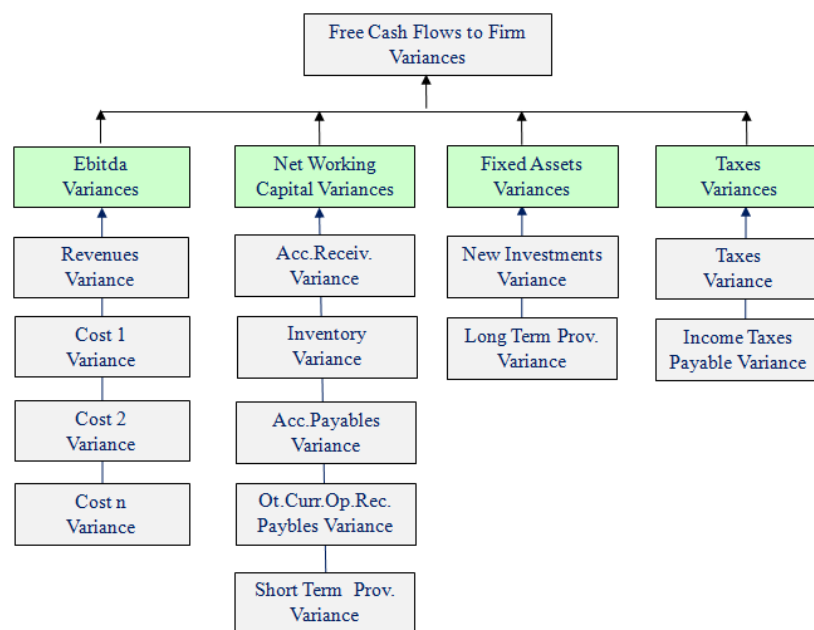 Free Cash Flows to Firm
Variances
Ebitda
Variances
Net Working
Capital Variances
Fixed Assets
Variances
Taxes
Variances
Revenues
Variance
Acc.Receiv.
Variance
New Investments
Variance
Taxes
Variance
Cost 1
Variance
Inventory
Variance
Long Term Prov.
Variance
Income Taxes
Payable Variance
Cost 2
Variance
Acc.Payables
Variance
Cost n
Variance
Ot.Curr.Op.Rec.
Paybles Variance
Short Term Prov.
Variance